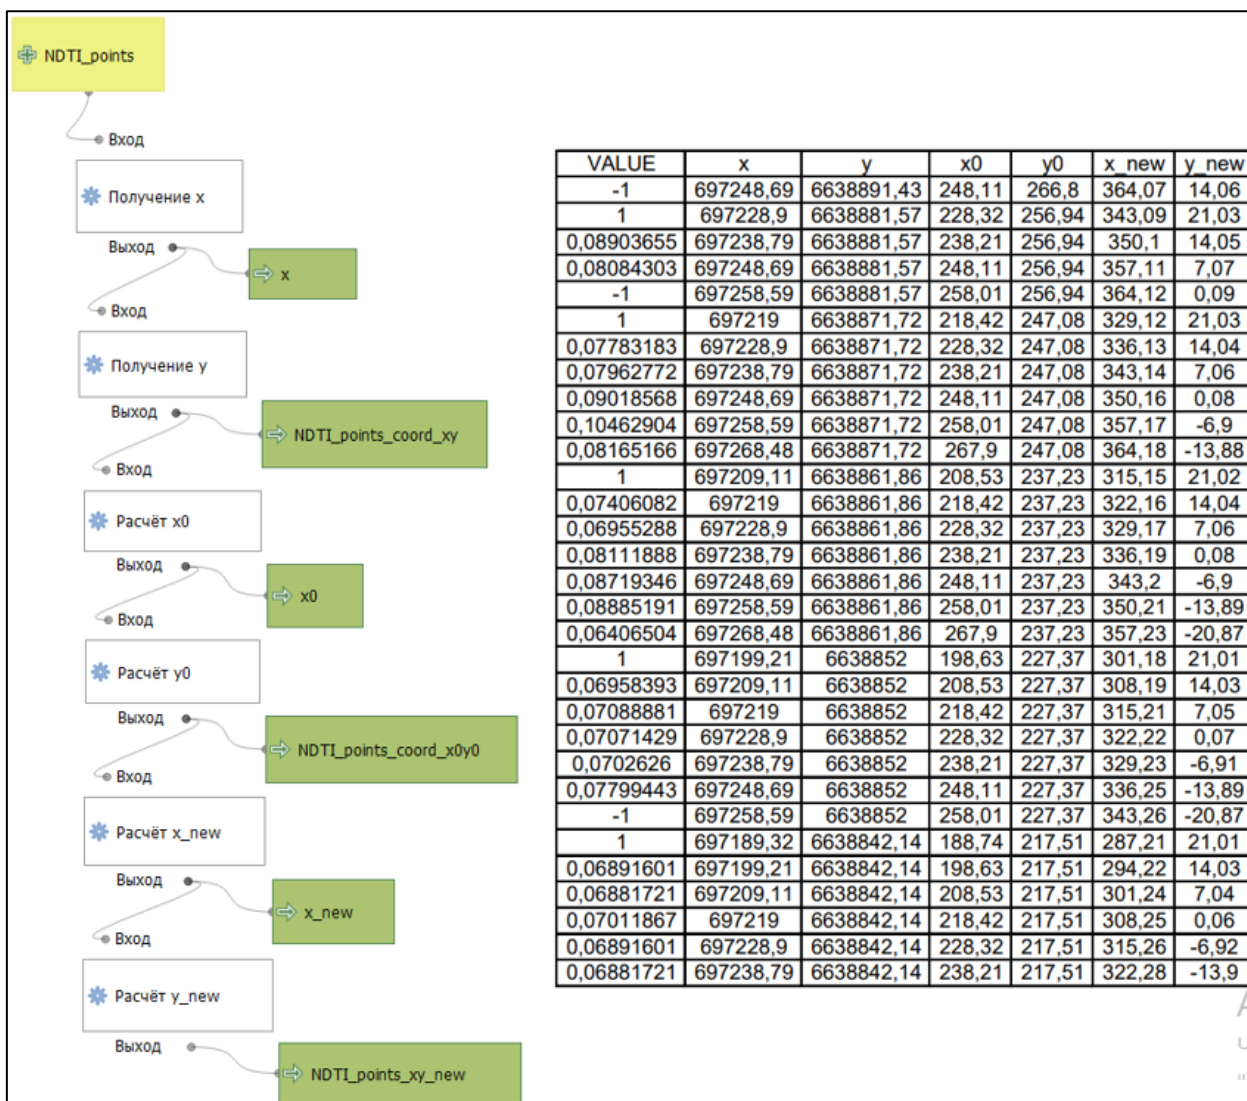 NDTI_points
Вход
Получение x
Выход
x
Вход
Получение y
Выход
NDTI_points_coord_xy
Вход
Расчёт x0
Выход
x0
Вход
Расчёт y0
Выход
NDTI_points_coord_x0y0
Вход
Расчёт x_new
Выход
x_new
Вход
Расчёт y_new
Выход
NDTI_points_xy_new
VALUE x y x0 y0 x_new y_new
-1 697248,69 6638891,43 248,11 266,8 364,07 14,06
1 697228,9 6638881,57 228,32 256,94 343,09 21,03
0,08903655 697238,79 6638881,57 238,21 256,94 350,1 14,05
0,08084303 697248,69 6638881,57 248,11 256,94 357,11 7,07
-1 697258,59 6638881,57 258,01 256,94 364,12 0,09
1 697219 6638871,72 218,42 247,08 329,12 21,03
0,07783183 697228,9 6638871,72 228,32 247,08 336,13 14,04
0,07962772 697238,79 6638871,72 238,21 247,08 343,14 7,06
0,09018568 697248,69 6638871,72 248,11 247,08 350,16 0,08
0,10462904 697258,59 6638871,72 258,01 247,08 357,17 -6,9
0,08165166 697268,48 6638871,72 267,9 247,08 364,18 -13,88
1 697209,11 6638861,86 208,53 237,23 315,15 21,02
0,07406082 697219 6638861,86 218,42 237,23 322,16 14,04
0,06955288 697228,9 6638861,86 228,32 237,23 329,17 7,06
0,08111888 697238,79 6638861,86 238,21 237,23 336,19 0,08
0,08719346 697248,69 6638861,86 248,11 237,23 343,2 -6,9
0,08885191 697258,59 6638861,86 258,01 237,23 350,21 -13,89
0,06406504 697268,48 6638861,86 267,9 237,23 357,23 -20,87
1 697199,21 6638852 198,63 227,37 301,18 21,01
0,06958393 697209,11 6638852 208,53 227,37 308,19 14,03
0,07088881 697219 6638852 218,42 227,37 315,21 7,05
0,07071429 697228,9 6638852 228,32 227,37 322,22 0,07
0,0702626 697238,79 6638852 238,21 227,37 329,23 -6,91
0,07799443 697248,69 6638852 248,11 227,37 336,25 -13,89
-1 697258,59 6638852 258,01 227,37 343,26 -20,87
1 697189,32 6638842,14 188,74 217,51 287,21 21,01
0,06891601 697199,21 6638842,14 198,63 217,51 294,22 14,03
0,06881721 697209,11 6638842,14 208,53 217,51 301,24 7,04
0,07011867 697219 6638842,14 218,42 217,51 308,25 0,06
0,06891601 697228,9 6638842,14 228,32 217,51 315,26 -6,92
0,06881721 697238,79 6638842,14 238,21 217,51 322,28 -13,9